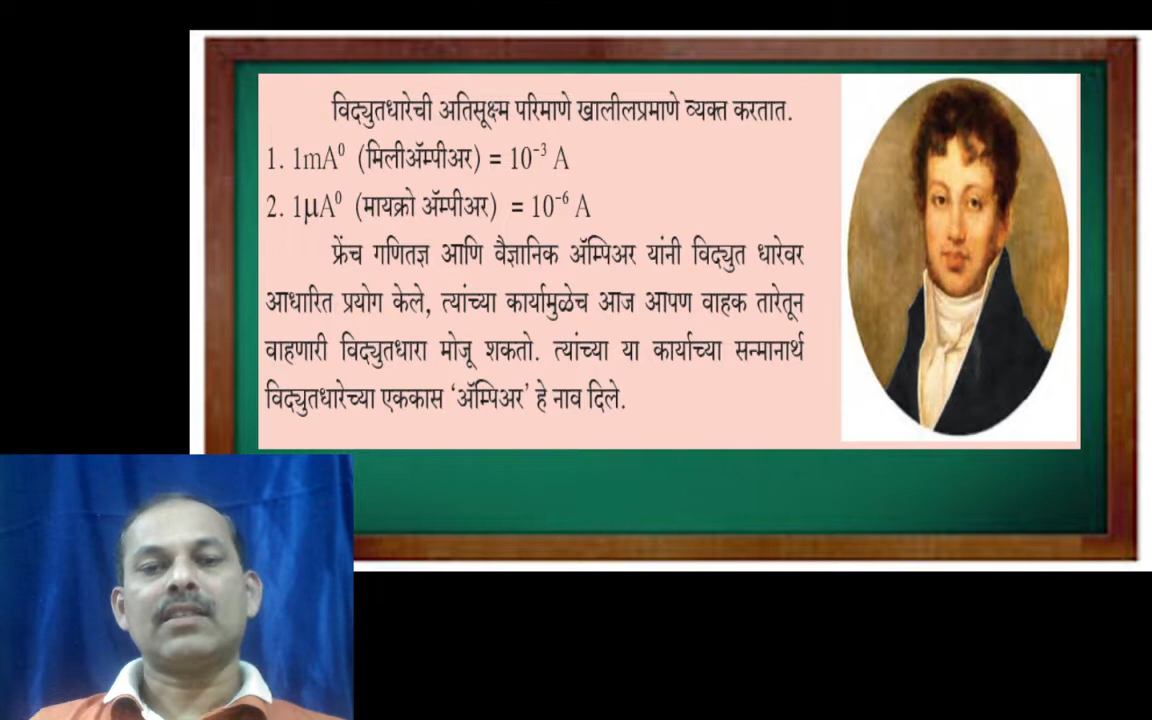 विद्युतधारेची अतिसूक्ष्म परिमाणे खालीलप्रमाणे व्यक्त करतात.
1. 1mA⁰ (मिलीॲम्पीअर) = 10⁻³ A
2. 1µA⁰ (मायक्रो ॲम्पीअर) = 10⁻⁶ A
फ्रेंच गणितज्ञ आणि वैज्ञानिक ॲम्पिअर यांनी विद्युत धारेवर
आधारित प्रयोग केले, त्यांच्या कार्यामुळेच आज आपण वाहक तारेतून
वाहणारी विद्युतधारा मोजू शकतो. त्यांच्या या कार्याच्या सन्मानार्थ
विद्युतधारेच्या एककास ‘ॲम्पिअर’ हे नाव दिले.